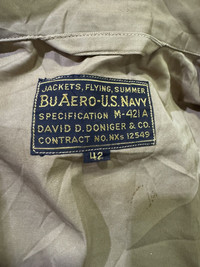 JACKETS, FLYING, SUMMER
BUAERO-U.S. NAVY
SPECIFICATION M-421A
DAVID D. DONIGER & CO.
CONTRACT NO. NXs 12549
42